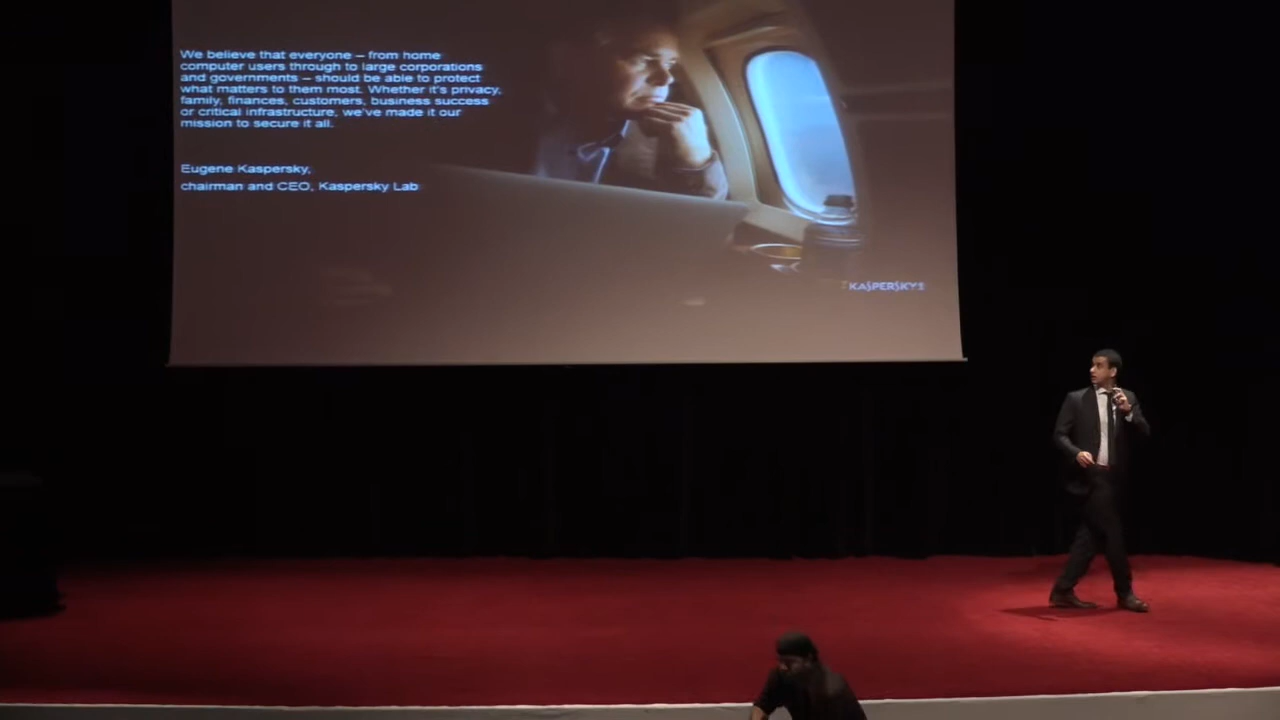 We believe that everyone – from home
computer users through to large corporations
and governments – should be able to protect
what matters to them most. Whether it's privacy,
family, finances, customers, business success
or critical infrastructure, we've made it our
mission to secure it all.
Eugene Kaspersky,
chairman and CEO, Kaspersky Lab
KASPERSKY